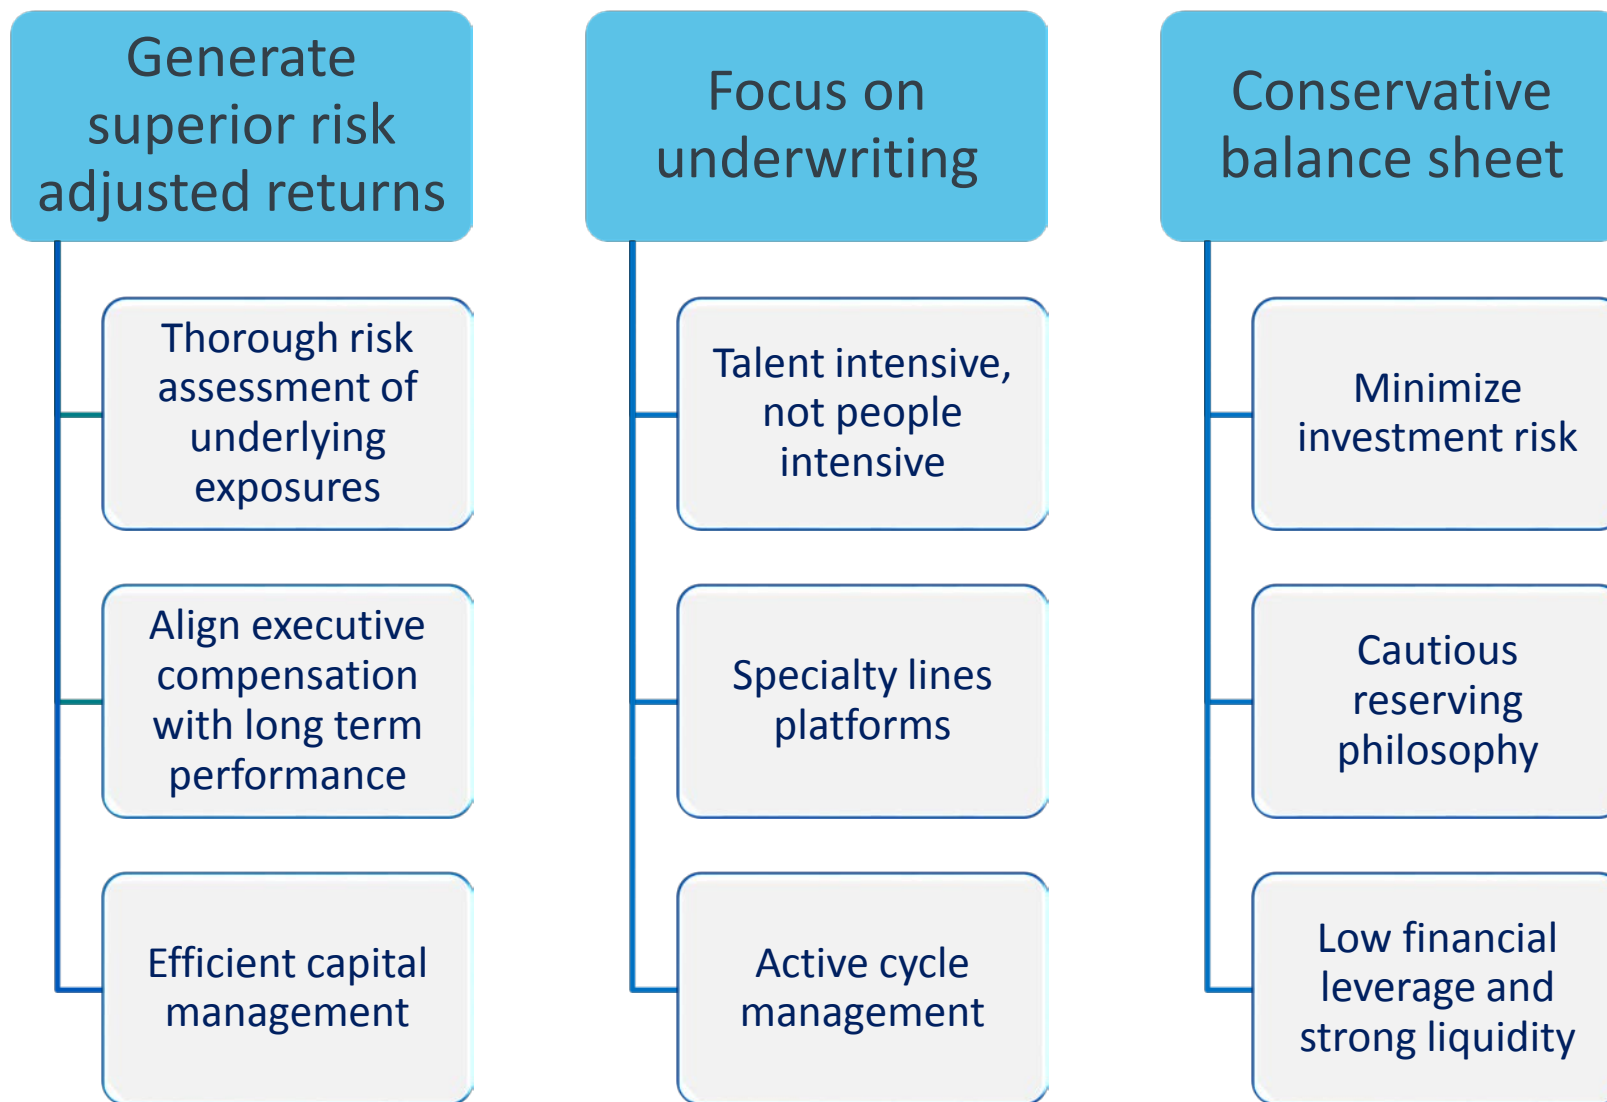 Generate
superior risk
adjusted returns
Thorough risk
assessment of
underlying
exposures
Align executive
compensation
with long term
performance
Efficient capital
management
Focus on
underwriting
Talent intensive,
not people
intensive
Specialty lines
platforms
Active cycle
management
Conservative
balance sheet
Minimize
investment risk
Cautious
reserving
philosophy
Low financial
leverage and
strong liquidity